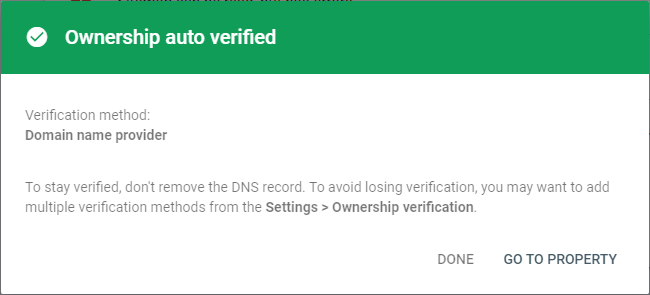 Ownership auto verified
Verification method:
Domain name provider
To stay verified, don't remove the DNS record. To avoid losing verification, you may want to add
multiple verification methods from the Settings > Ownership verification.
DONE GO TO PROPERTY